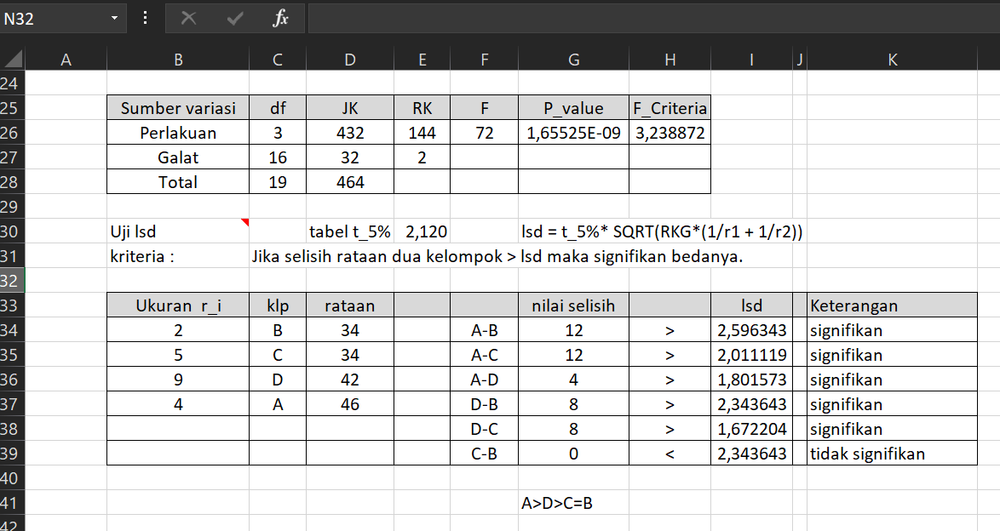 N32 fx
A B C D E F G H I J K
24
25 Sumber variasi df JK RK F P_value F_Criteria
26 Perlakuan 3 432 144 72 1,65525E-09 3,238872
27 Galat 16 32 2
28 Total 19 464
29
30 Uji lsd tabel t_5% 2,120 lsd = t_5%* SQRT(RKG*(1/r1 + 1/r2))
31 kriteria : Jika selisih rataan dua kelompok > lsd maka signifikan bedanya.
32
33 Ukuran r_i klp rataan nilai selisih lsd Keterangan
34 2 B 34 A-B 12 > 2,596343 signifikan
35 5 C 34 A-C 12 > 2,011119 signifikan
36 9 D 42 A-D 4 > 1,801573 signifikan
37 4 A 46 D-B 8 > 2,343643 signifikan
38 D-C 8 > 1,672204 signifikan
39 C-B 0 < 2,343643 tidak signifikan
40
41 A>D>C=B
42